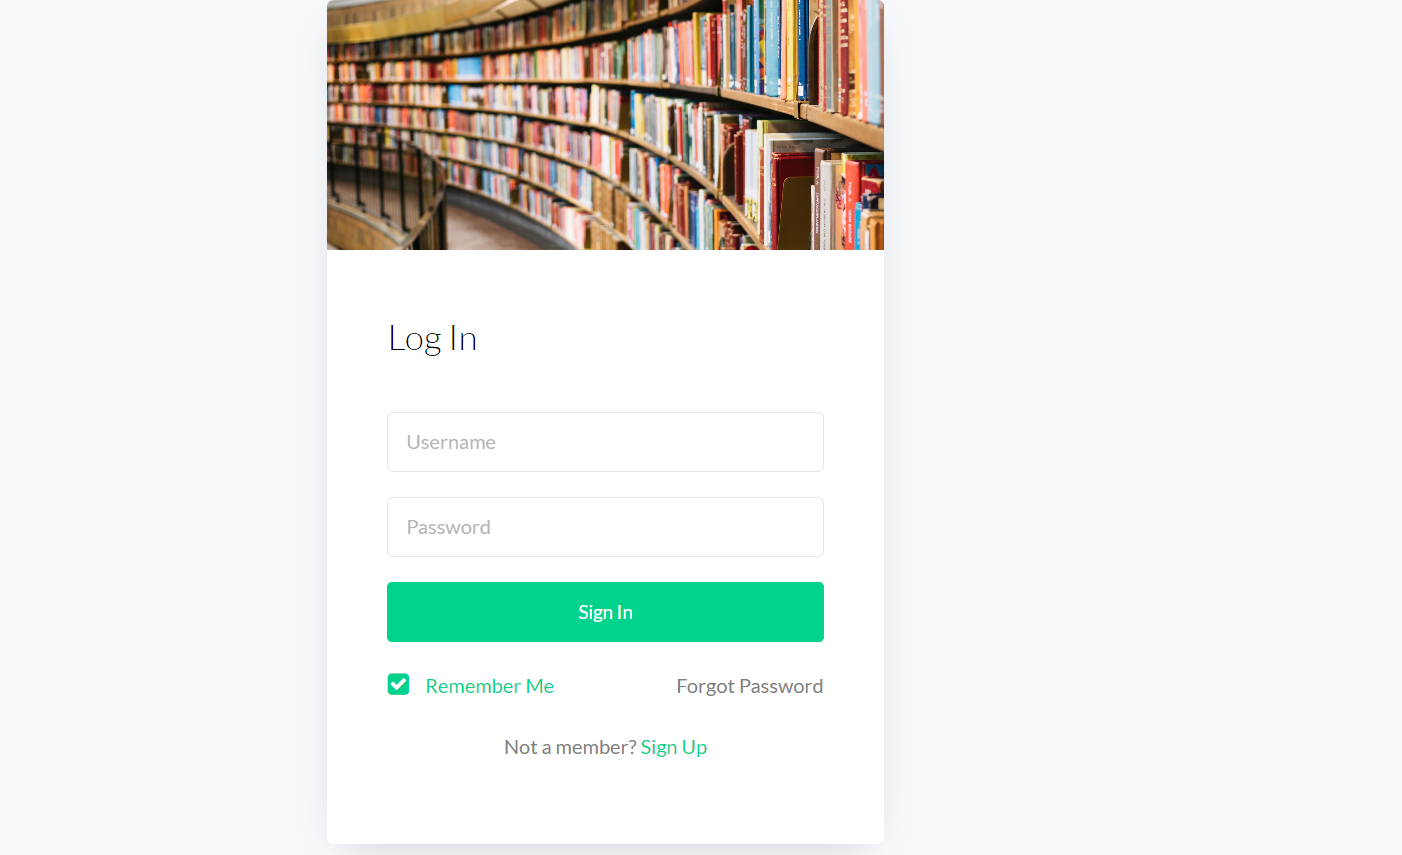 Log In
Username
Password
Sign In
Remember Me Forgot Password
Not a member? Sign Up